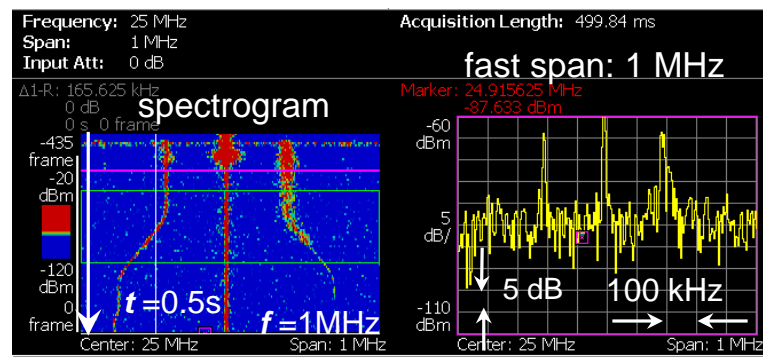 Frequency: 25 MHz
Span: 1 MHz
Input Att: 0 dB
Acquisition Length: 499.84 ms
fast span: 1 MHz
Δ1-R: 165.625 kHz
0 dB
0 s 0 frame
spectrogram
Marker: 24.915625 MHz
-87.633 dBm
-435
frame
-20
dBm
-120
dBm
0
frame
t =0.5s
f =1MHz
Center: 25 MHz
Span: 1 MHz
-60
dBm
5
dB/
-110
dBm
5 dB
100 kHz
Center: 25 MHz
Span: 1 MHz